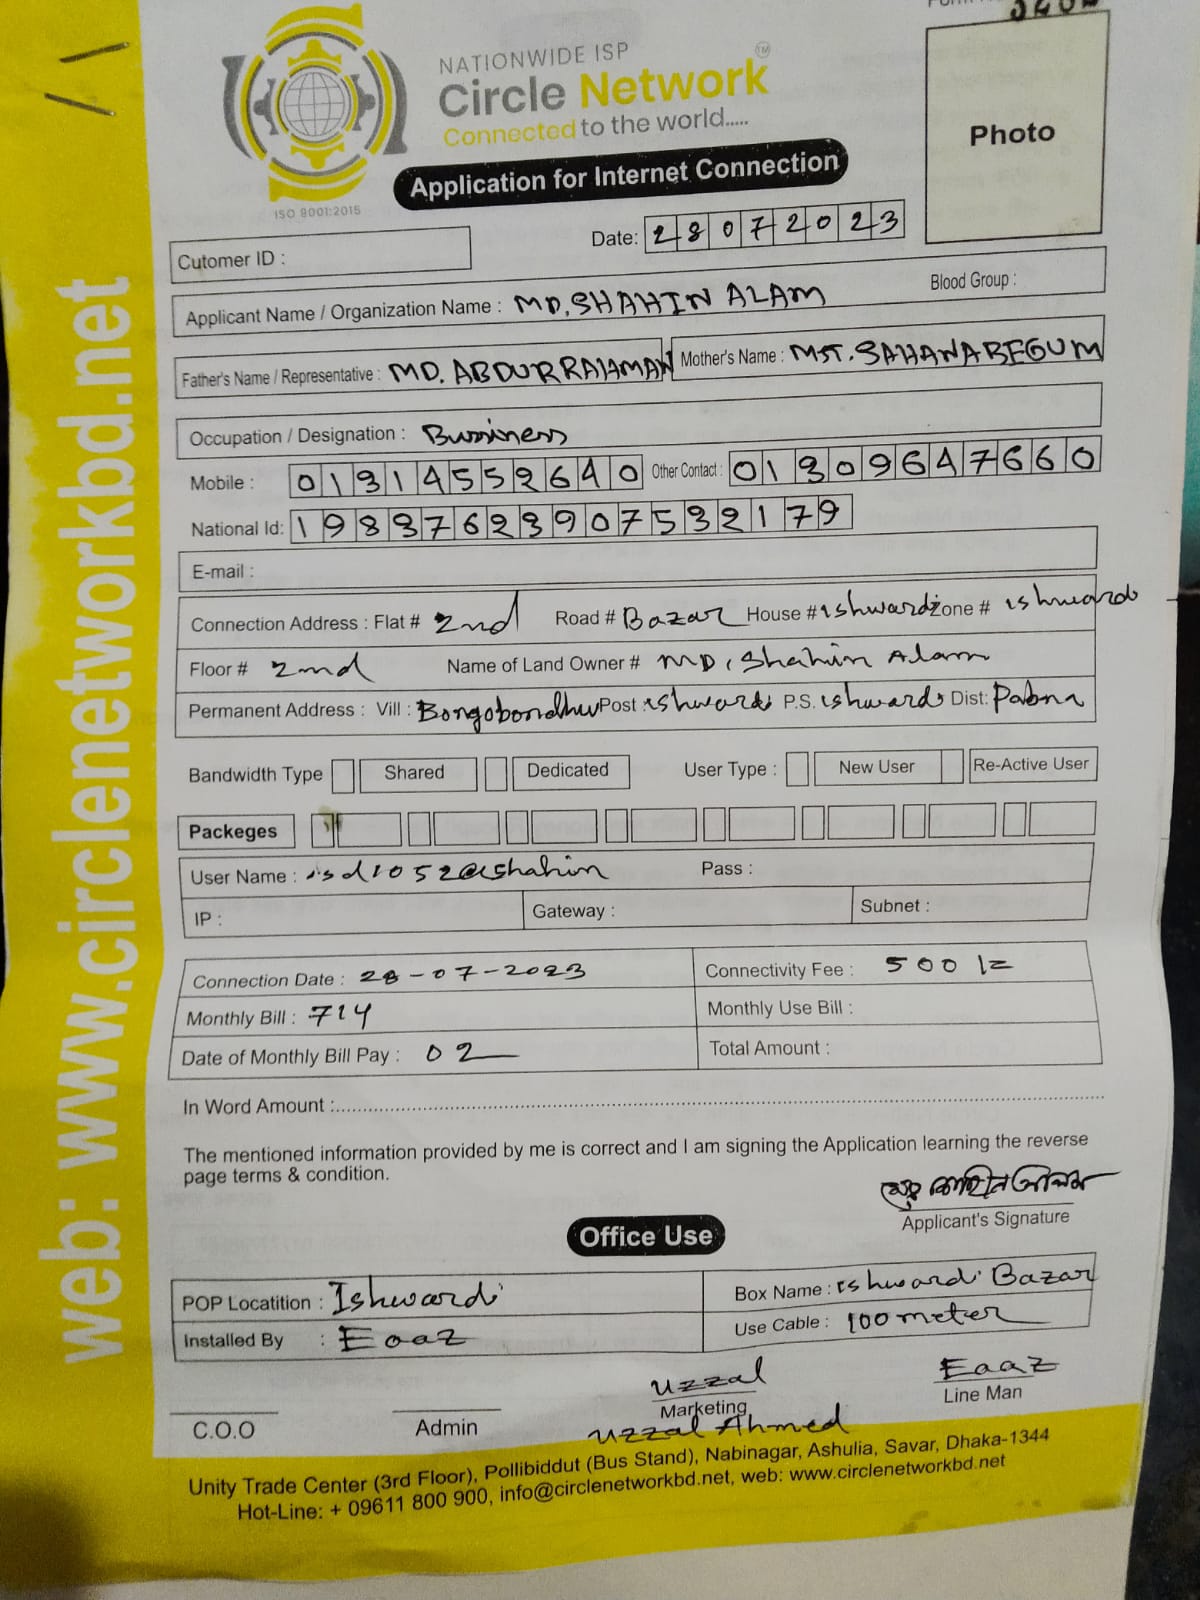 NATIONWIDE ISP
Circle Network TM
Connected to the world.....
ISO 9001:2015
Application for Internet Connection
Photo
web: www.circlenetworkbd.net
Cutomer ID :
Date: 28072023
Applicant Name / Organization Name : MD. SHAHIN ALAM Blood Group :
Father's Name / Representative : MD. ABDUR RAHMAN Mother's Name : MST. SAHANA BEGUM
Occupation / Designation : Business
Mobile : 01314552640 Other Contact : 01309647660
National Id: 19837623907532179
E-mail :
Connection Address : Flat # 2nd Road # Bazar House # ishwardi Zone # ishwardi
Floor # 2nd Name of Land Owner # MD. Shahin Alam
Permanent Address : Vill : Bongobondhu Post : ishwardi P.S. ishwardi Dist: Pabna
Bandwidth Type Shared Dedicated User Type : New User Re-Active User
Packeges
User Name : isd1052@shahin Pass :
IP : Gateway : Subnet :
Connection Date : 28-07-2023 Connectivity Fee : 500/=
Monthly Bill : 714 Monthly Use Bill :
Date of Monthly Bill Pay : 02 Total Amount :
In Word Amount :
The mentioned information provided by me is correct and I am signing the Application learning the reverse
page terms & condition.
মোঃ শাহিন আলম
Applicant's Signature
Office Use
POP Locatition : Ishwardi Box Name : ishwardi Bazar
Installed By : Eaaz Use Cable : 100 meter
Uzzal Eaaz
C.O.O Admin Marketing Line Man
Uzzal Ahmed
Unity Trade Center (3rd Floor), Pollibiddut (Bus Stand), Nabinagar, Ashulia, Savar, Dhaka-1344
Hot-Line: + 09611 800 900, info@circlenetworkbd.net, web: www.circlenetworkbd.net